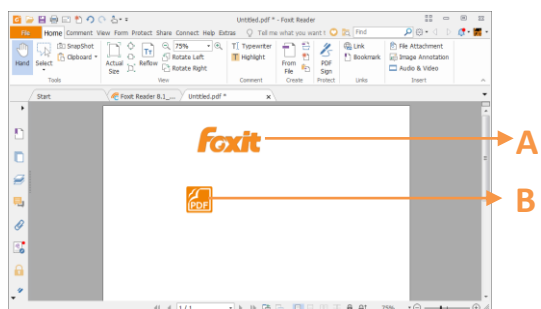 Untitled.pdf * - Foxit Reader
File Home Comment View Form Protect Share Connect Help Extras Tell me what you want t Find
Hand
Select
SnapShot
Clipboard
Tools
Actual Size
Reflow
75%
Rotate Left
Rotate Right
View
Typewriter
Highlight
Comment
From File
Create
PDF Sign
Protect
Link
Bookmark
Links
File Attachment
Image Annotation
Audio & Video
Insert
Start Foxit Reader 8.1_... Untitled.pdf * x
foxit
A
PDF
B
1 / 1 75%